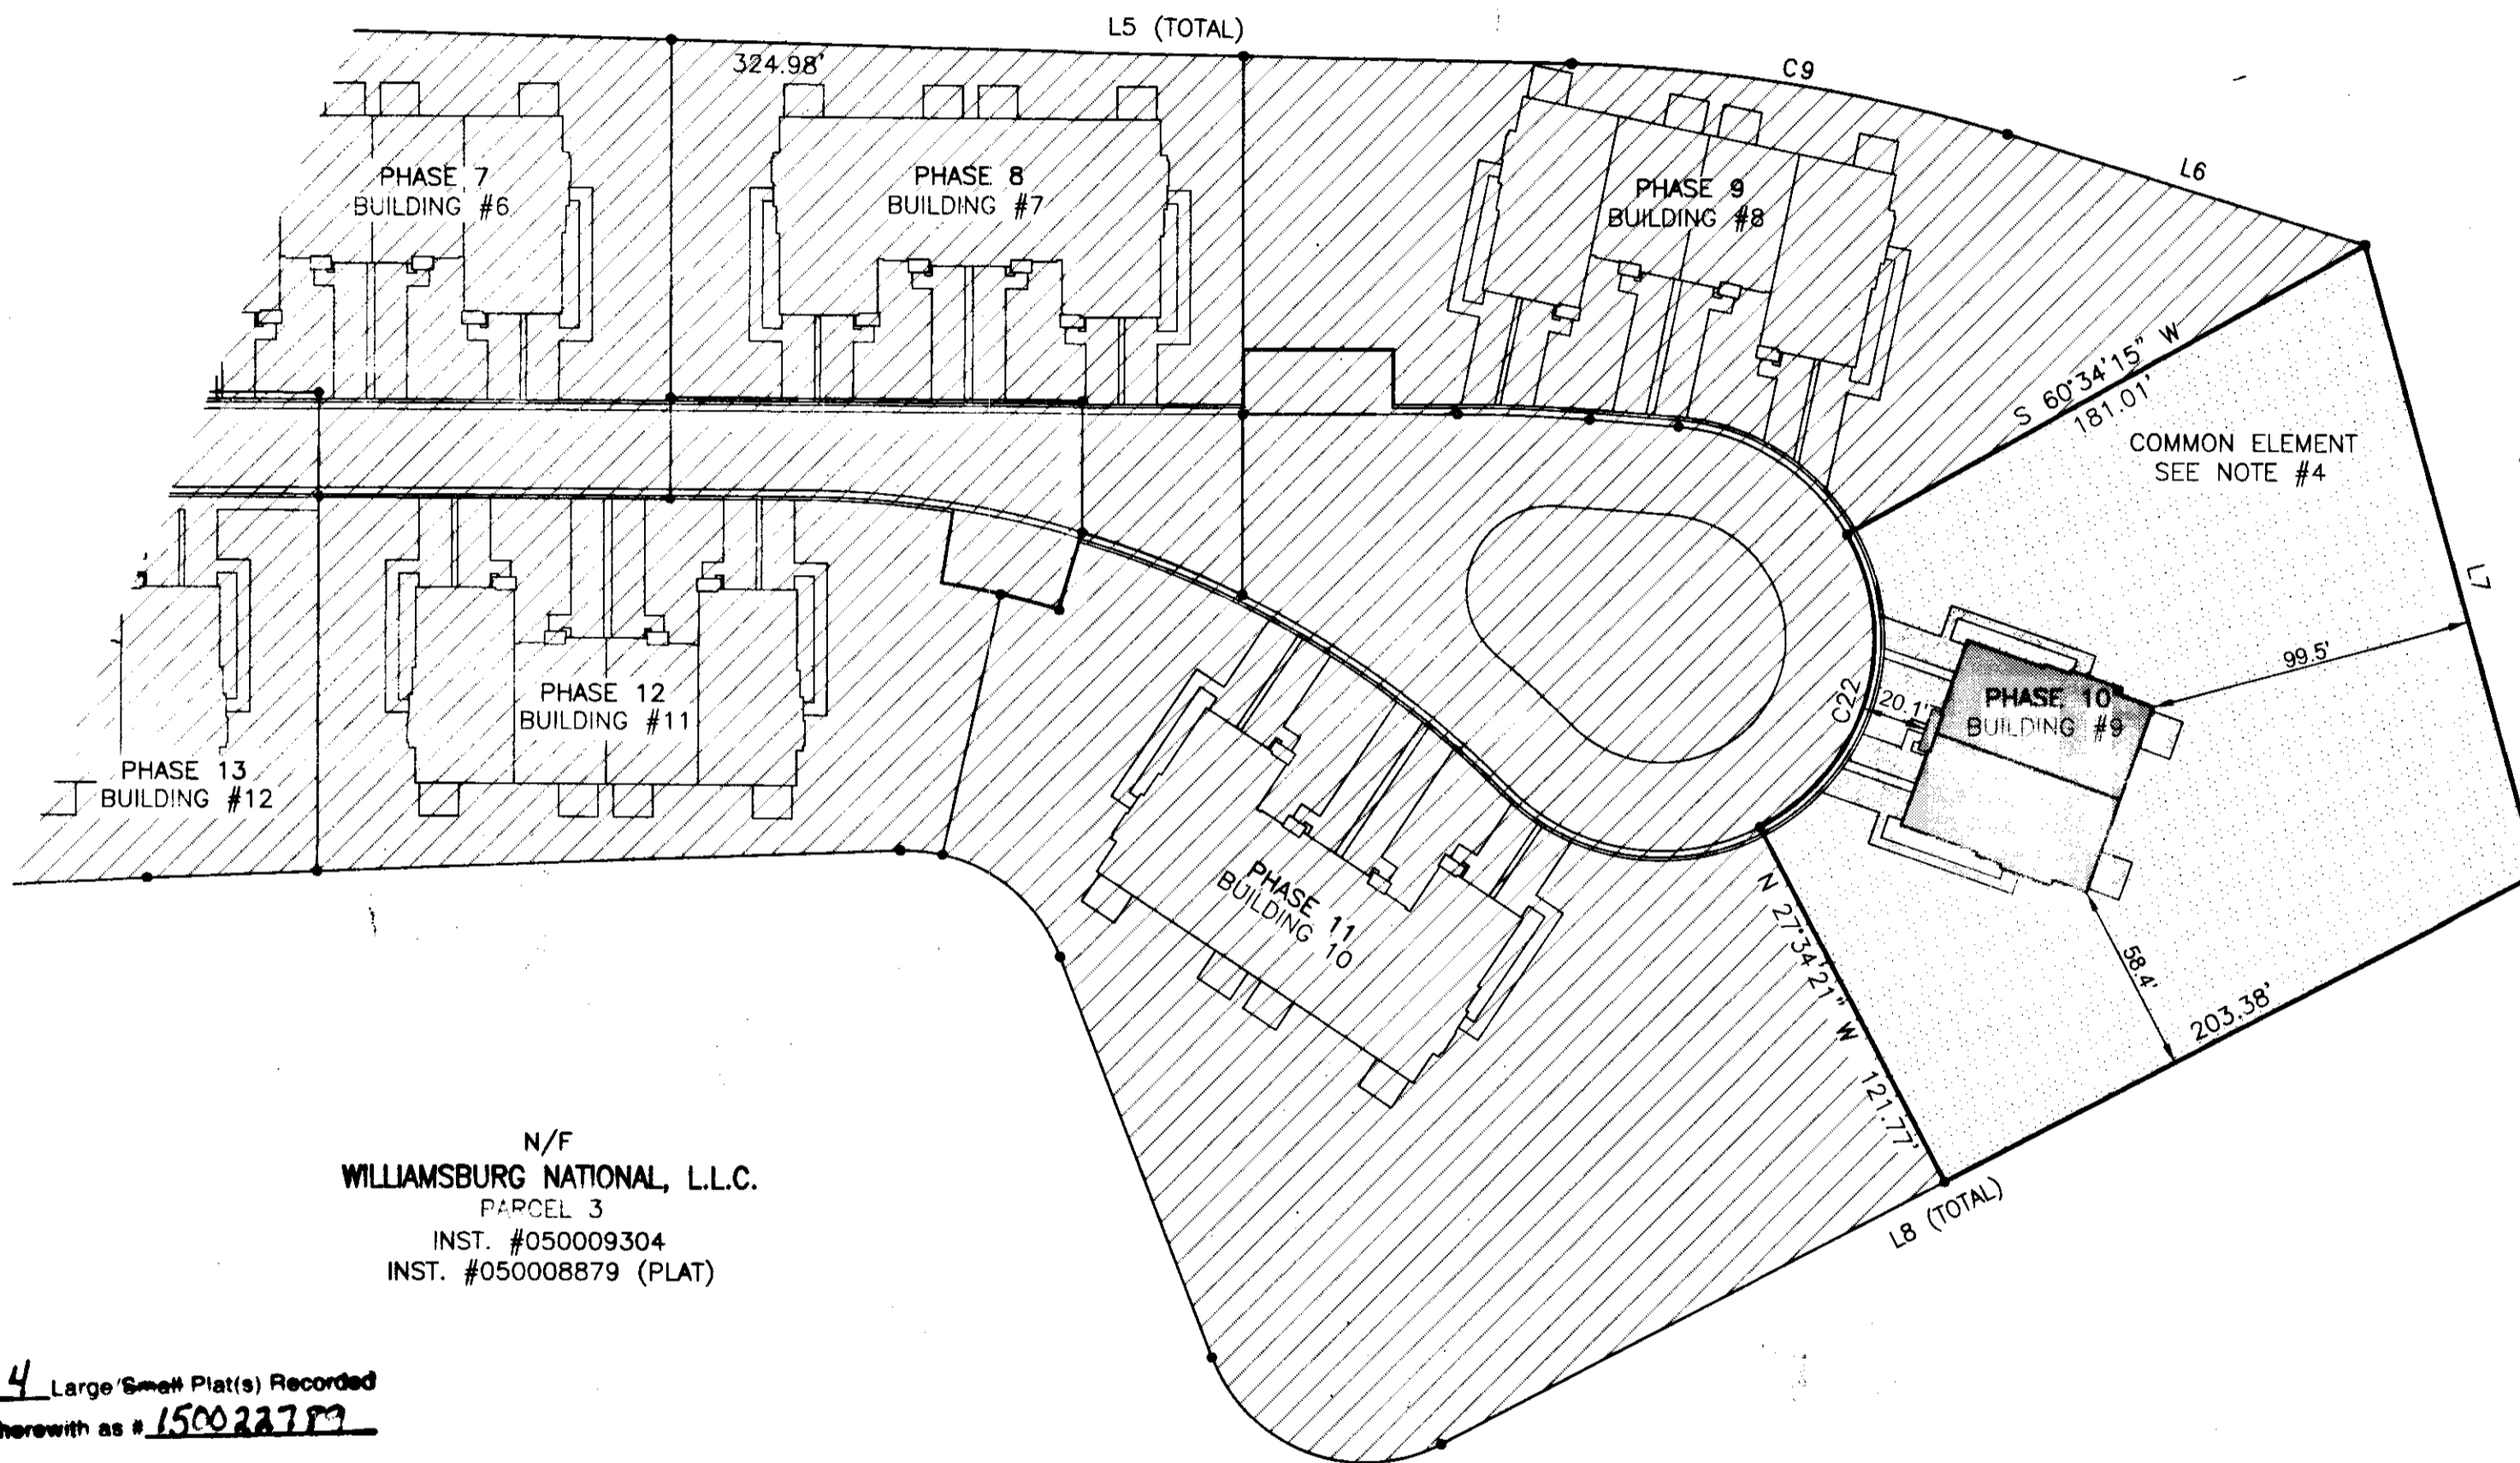 L5 (TOTAL)
324.98'
C9
L6
PHASE 7
BUILDING #6
PHASE 8
BUILDING #7
PHASE 9
BUILDING #8
S 60°34'15" W
181.01'
COMMON ELEMENT
SEE NOTE #4
L7
99.5'
C22
20.1'
PHASE 10
BUILDING #9
PHASE 12
BUILDING #11
PHASE 13
BUILDING #12
PHASE 11
BUILDING 10
N 27°34'21" W 121.77'
58.4'
203.38'
L8 (TOTAL)
N/F
WILLIAMSBURG NATIONAL, L.L.C.
PARCEL 3
INST. #050009304
INST. #050008879 (PLAT)
4 Large/Small Plat(s) Recorded
herewith as # 150022789